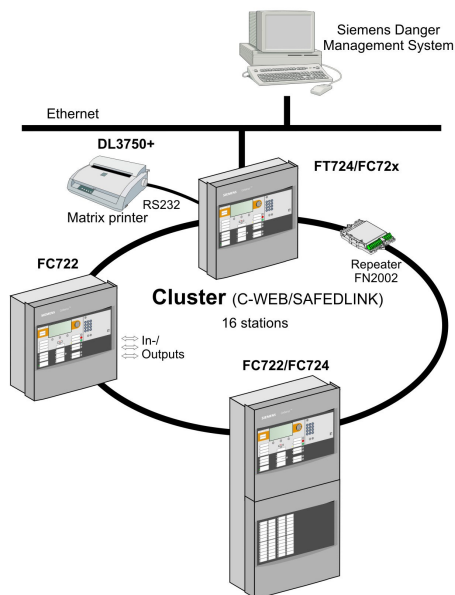 Siemens Danger
Management System
Ethernet
DL3750+
FT724/FC72x
RS232
Matrix printer
Repeater
FN2002
FC722
Cluster (C-WEB/SAFEDLINK)
16 stations
In-/
Outputs
FC722/FC724